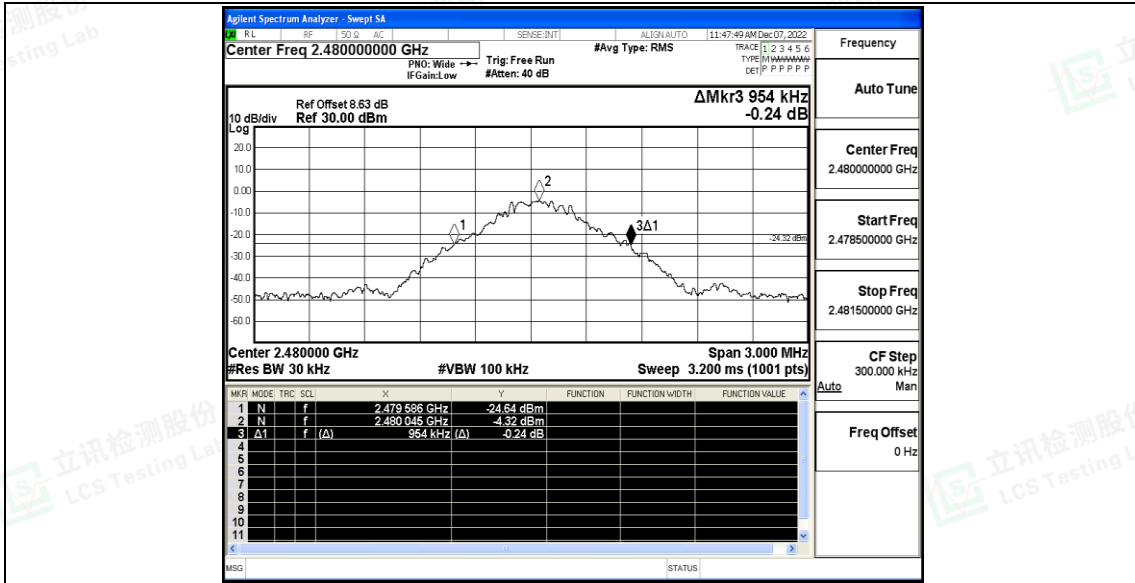 Agilent Spectrum Analyzer - Swept SA
RL RF 50 Ω AC SENSE:INT ALIGN AUTO 11:47:49 AM Dec 07, 2022
Center Freq 2.480000000 GHz #Avg Type: RMS TRACE 1 2 3 4 5 6
PNO: Wide Trig: Free Run TYPE
IFGain:Low #Atten: 40 dB DET P P P P P P
ΔMkr3 954 kHz
-0.24 dB
Ref Offset 8.63 dB
10 dB/div Ref 30.00 dBm
Log
20.0
10.0
0.00
-10.0
-20.0
-30.0
-40.0
-50.0
-60.0
1
2
3Δ1
-24.32 dBm
Center 2.480000 GHz Span 3.000 MHz
#Res BW 30 kHz #VBW 100 kHz Sweep 3.200 ms (1001 pts)
MKR MODE TRC SCL X Y FUNCTION FUNCTION WIDTH FUNCTION VALUE
1 N f 2.479 586 GHz -24.64 dBm
2 N f 2.480 045 GHz -4.32 dBm
3 Δ1 f (Δ) 954 kHz (Δ) -0.24 dB
4
5
6
7
8
9
10
11
MSG STATUS
Frequency
Auto Tune
Center Freq
2.480000000 GHz
Start Freq
2.478500000 GHz
Stop Freq
2.481500000 GHz
CF Step
300.000 kHz
Auto Man
Freq Offset
0 Hz
立讯检测股份
LCS Testing Lab
立讯检测股份
LCS Testing L